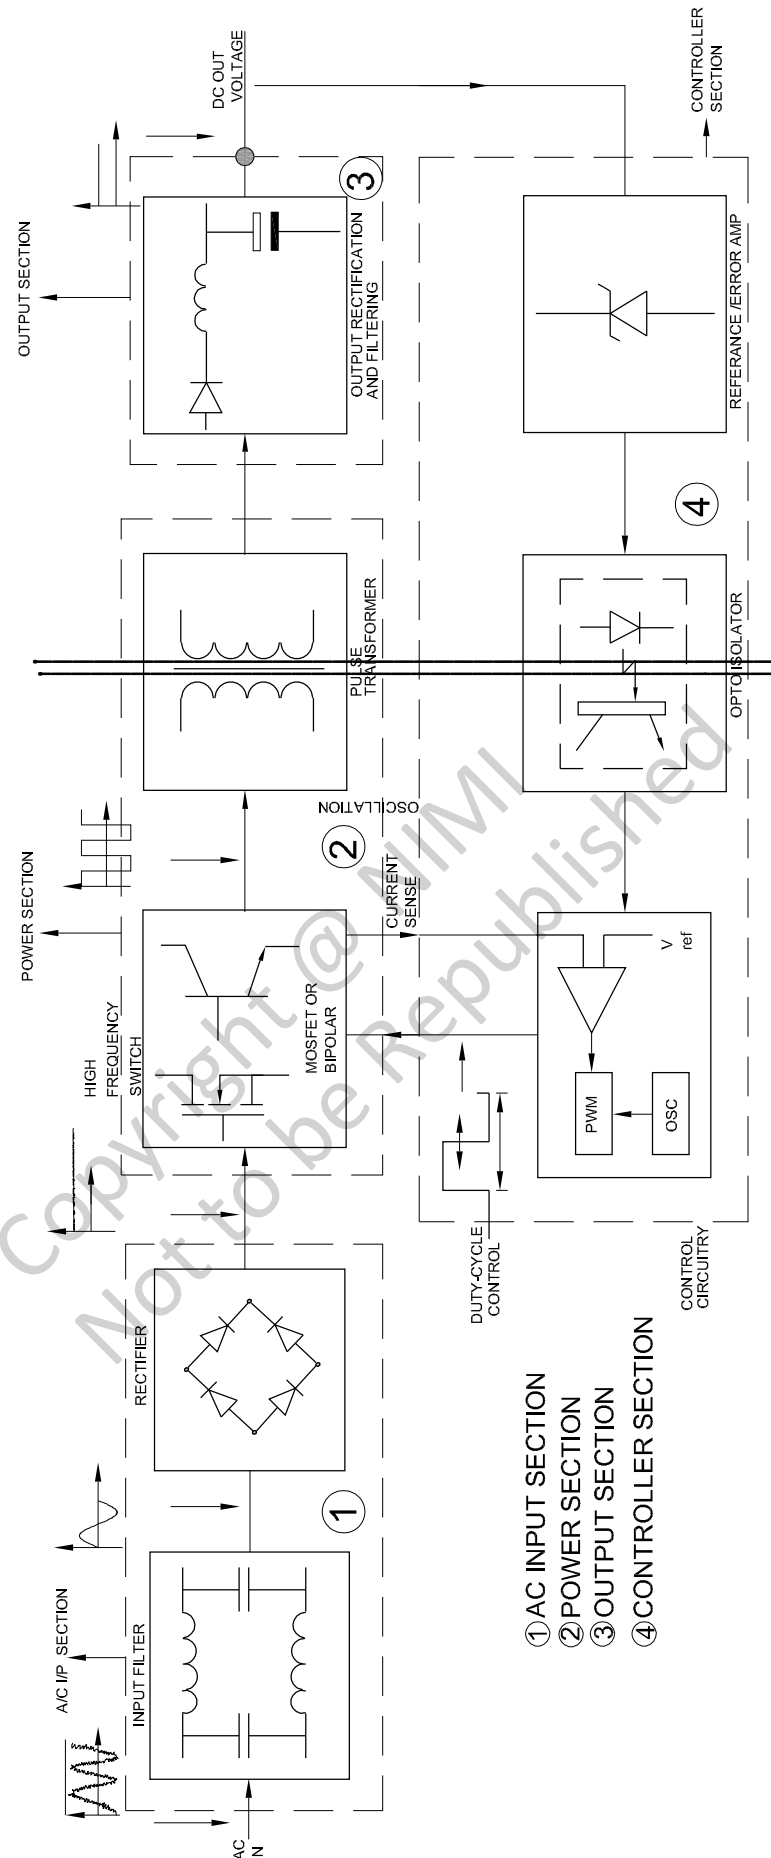 AC
N
INPUT FILTER
A/C I/P SECTION
1
RECTIFIER
HIGH
FREQUENCY
SWITCH
MOSFET OR
BIPOLAR
POWER SECTION
2
OSCILLATION
CURRENT
SENSE
PULSE
TRANSFORMER
OUTPUT SECTION
OUTPUT RECTIFICATION
AND FILTERING
3
DC OUT
VOLTAGE
CONTROLLER
SECTION
REFERANCE /ERROR AMP
4
OPTO ISOLATOR
V
ref
PWM
OSC
DUTY-CYCLE
CONTROL
CONTROL
CIRCUITRY
1 AC INPUT SECTION
2 POWER SECTION
3 OUTPUT SECTION
4 CONTROLLER SECTION
Copyright @ NIMI
Not to be Republished